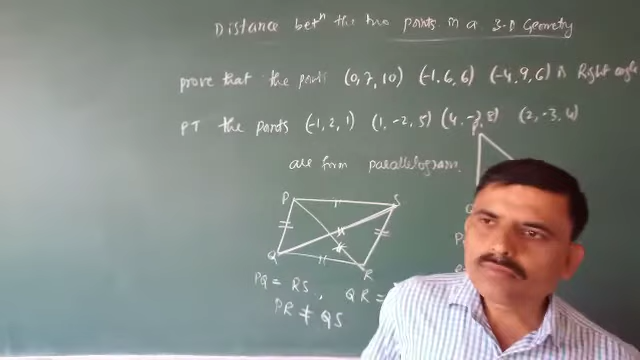 Distance betn the two points in a 3-D Geometry
prove that the points (0,7,10) (-1,6,6) (-4,9,6) is Right angle
PT the points (-1,2,1) (1,-2,5) (4,-7,8) (2,-3,4)
are form parallelogram.
P S
Q R
PQ = RS, QR =
PR ≠ QS
P